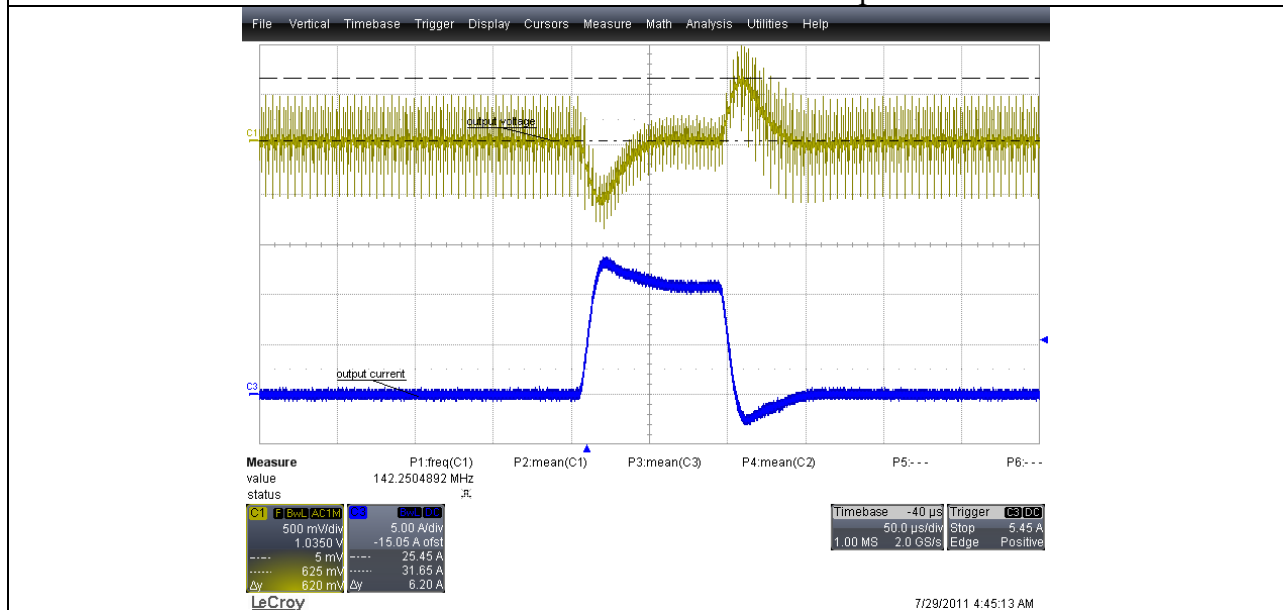 File Vertical Timebase Trigger Display Cursors Measure Math Analysis Utilities Help
C1
output voltage
C3
output current
Measure P1:freq(C1) P2:mean(C1) P3:mean(C3) P4:mean(C2) P5:- - - P6:- - -
value 142.2504892 MHz
status
C1 F BwL AC1M
500 mV/div
1.0350 V
5 mV
625 mV
Δy 620 mV
BwL DC
5.00 A/div
-15.05 A ofst
25.45 A
31.65 A
Δy 6.20 A
Timebase -40 µs
50.0 µs/div
1.00 MS 2.0 GS/s
Trigger C3 DC
Stop 5.45 A
Edge Positive
LeCroy
7/29/2011 4:45:13 AM